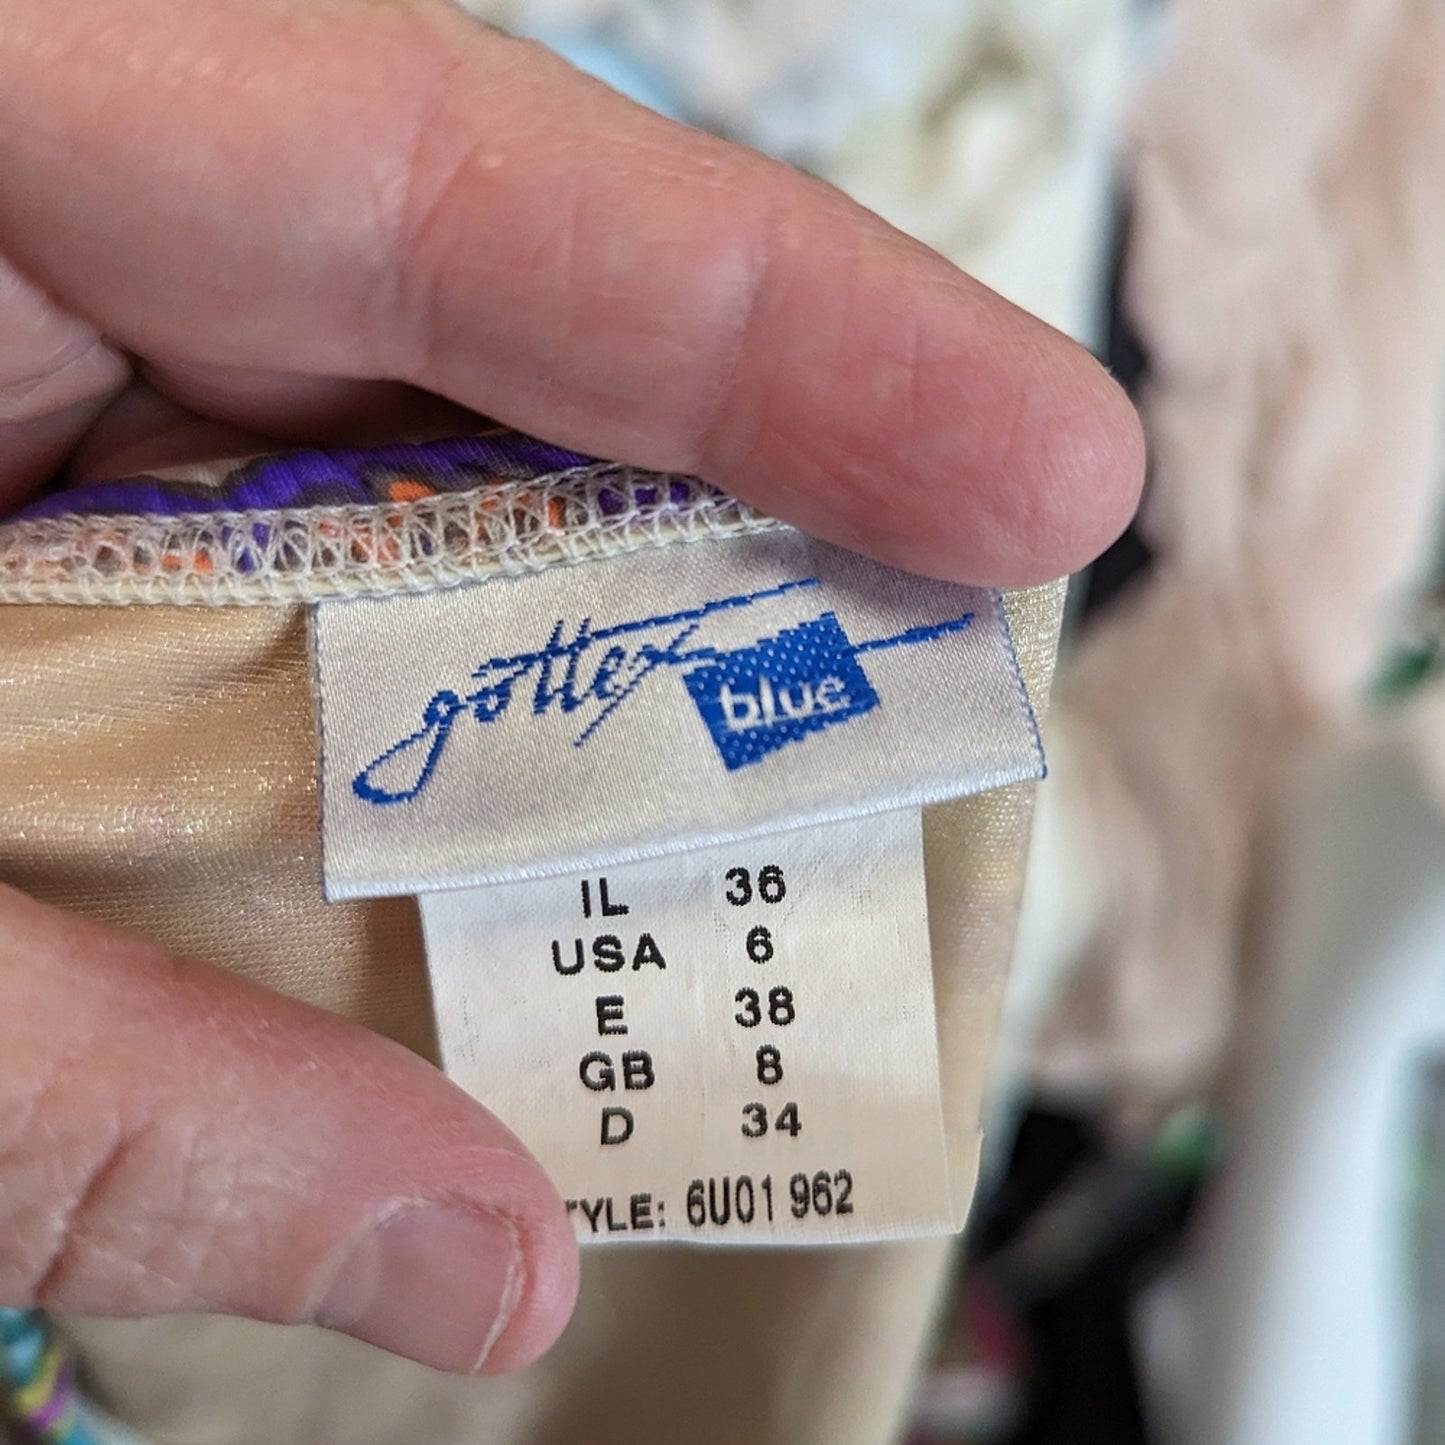 gottex blue
IL 36
USA 6
E 38
GB 8
D 34
TYLE: 6U01 962